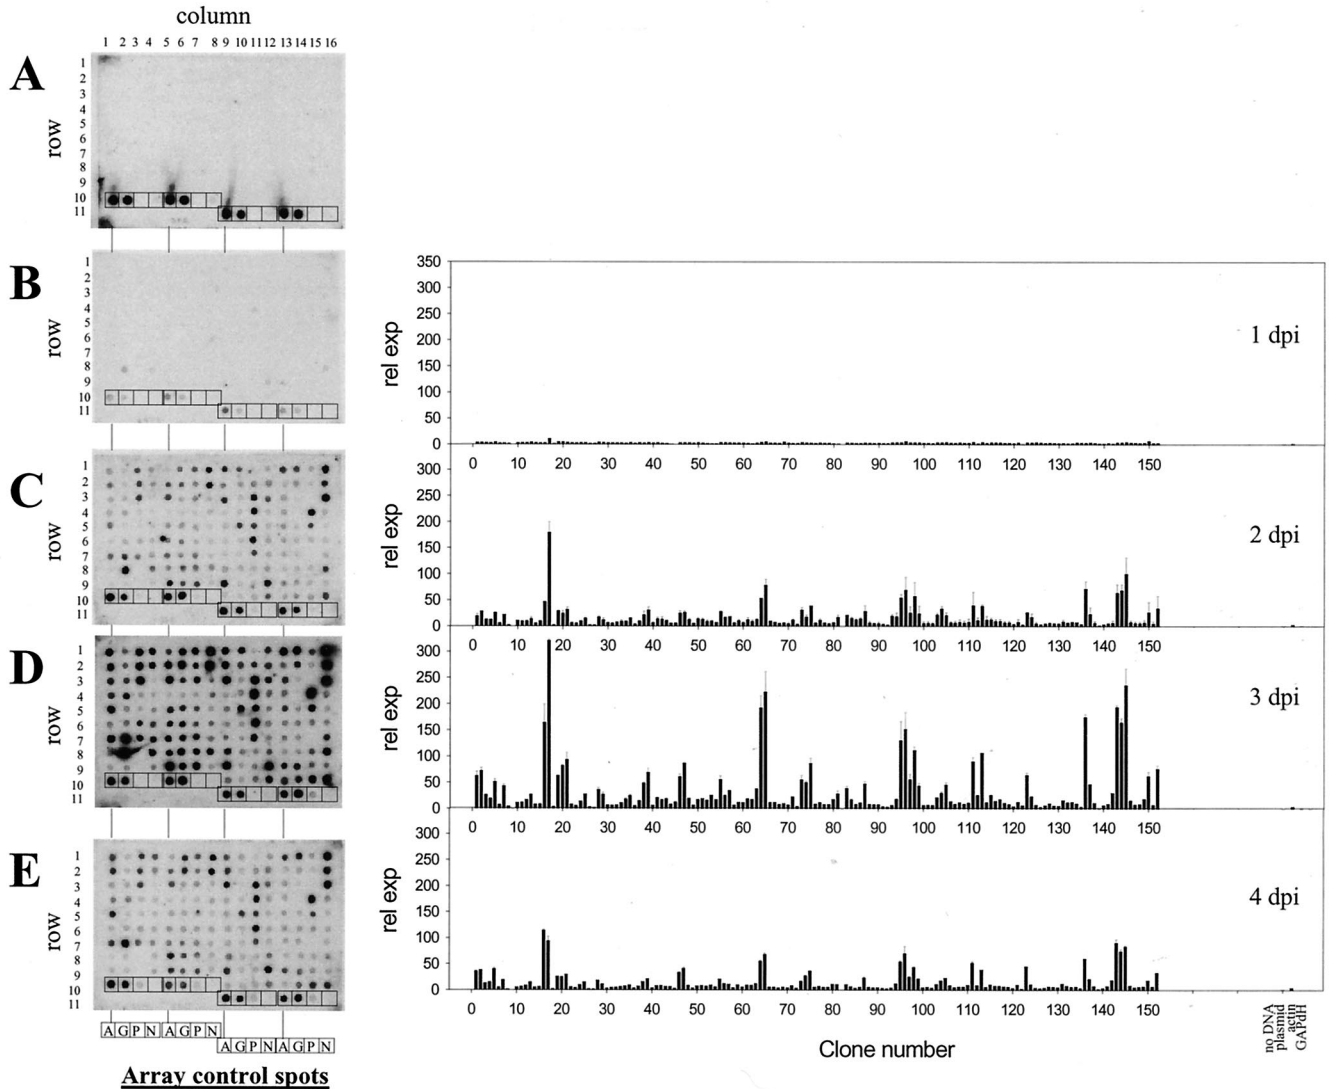 column
1 2 3 4 5 6 7 8 9 10 11 12 13 14 15 16
A
row
1
2
3
4
5
6
7
8
9
10
11
B
row
1
2
3
4
5
6
7
8
9
10
11
350
300
250
200
150
100
50
0
rel exp
1 dpi
0 10 20 30 40 50 60 70 80 90 100 110 120 130 140 150
C
row
1
2
3
4
5
6
7
8
9
10
11
300
250
200
150
100
50
0
rel exp
2 dpi
0 10 20 30 40 50 60 70 80 90 100 110 120 130 140 150
D
row
1
2
3
4
5
6
7
8
9
10
11
300
250
200
150
100
50
0
rel exp
3 dpi
0 10 20 30 40 50 60 70 80 90 100 110 120 130 140 150
E
row
1
2
3
4
5
6
7
8
9
10
11
300
250
200
150
100
50
0
rel exp
4 dpi
0 10 20 30 40 50 60 70 80 90 100 110 120 130 140 150
no DNA
plasmid
actin
GAPdH
Clone number
A G P N A G P N
A G P N A G P N
Array control spots